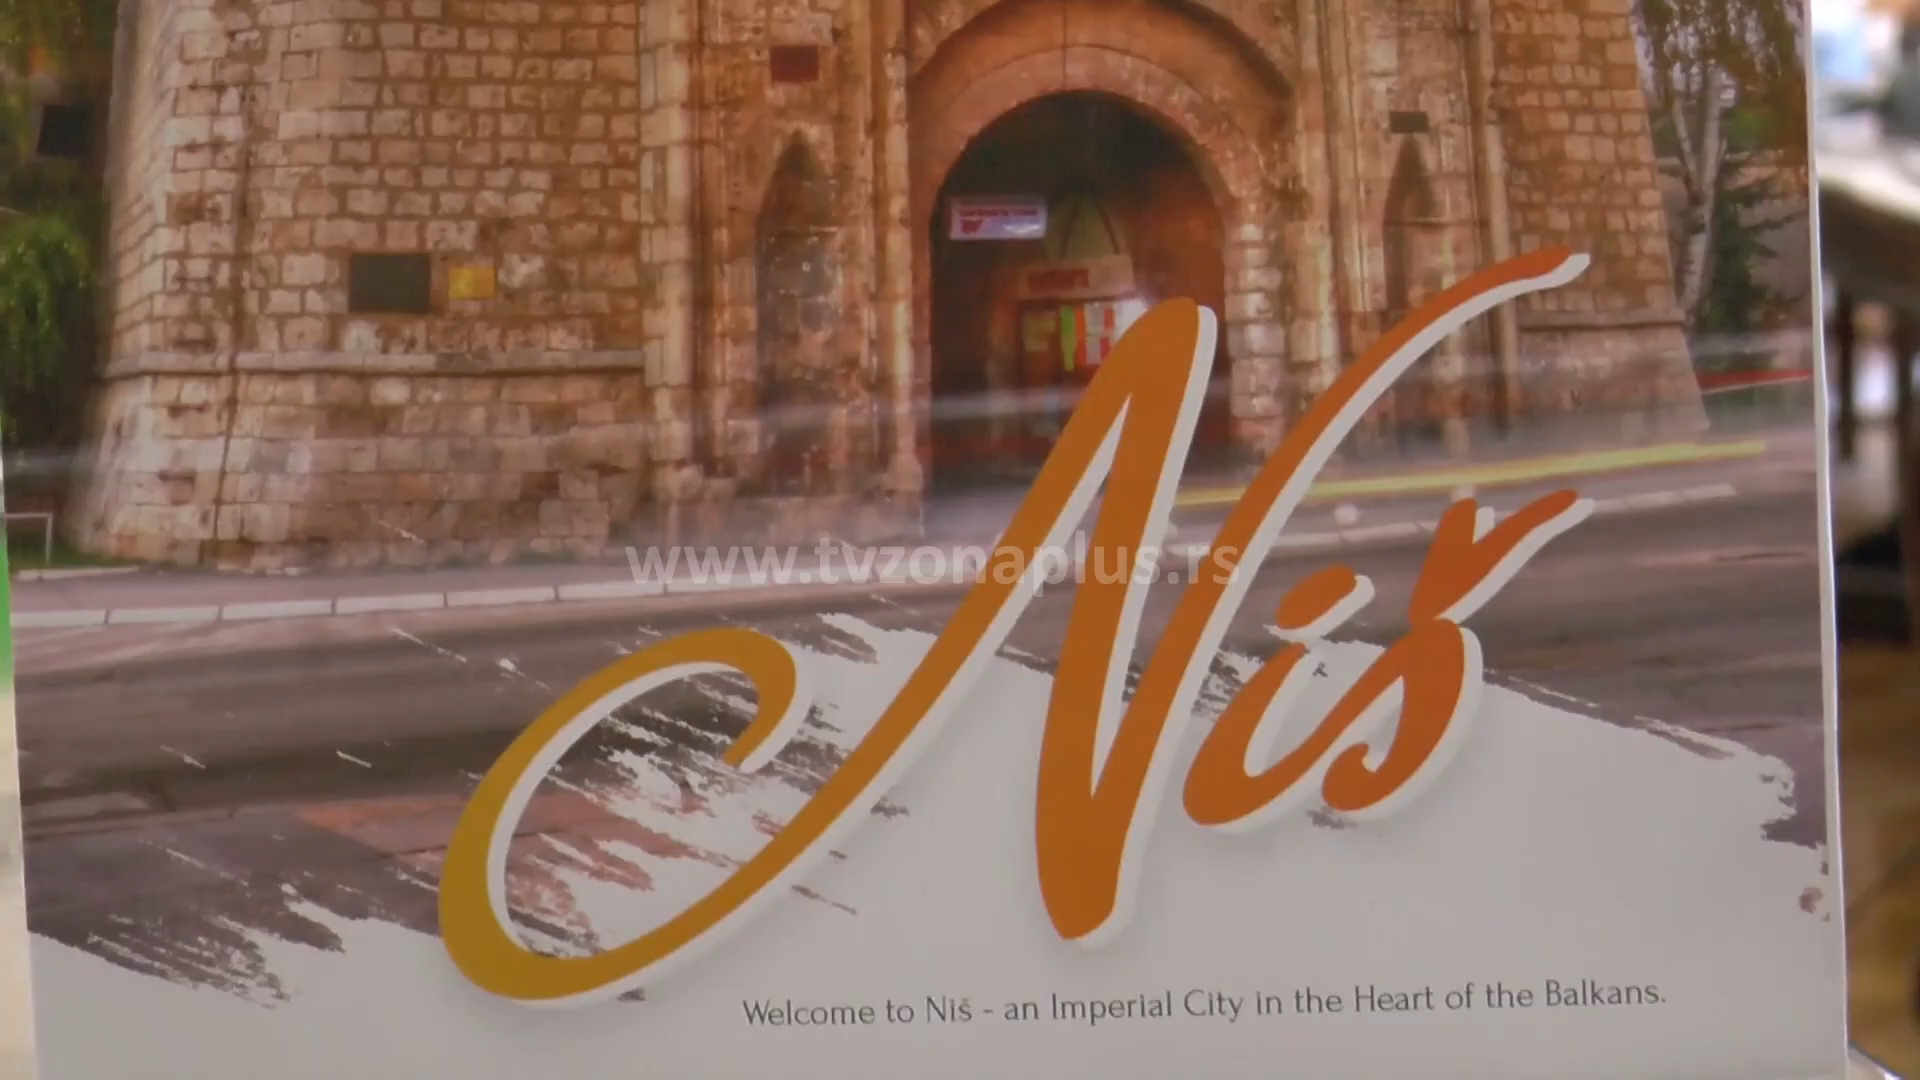 www.tvzonaplus.rs
Niš
Welcome to Niš - an Imperial City in the Heart of the Balkans.